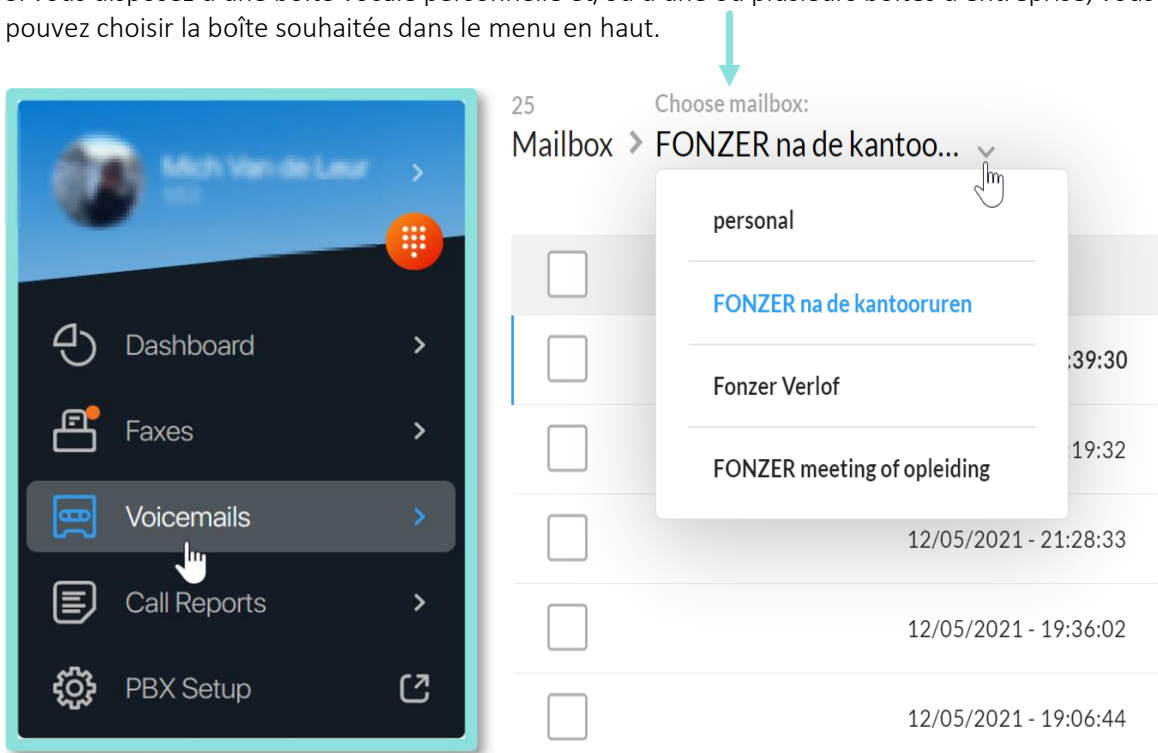 pouvez choisir la boîte souhaitée dans le menu en haut.
Dashboard
Faxes
Voicemails
Call Reports
PBX Setup
25
Choose mailbox:
Mailbox > FONZER na de kantoo...
personal
FONZER na de kantooruren
Fonzer Verlof
FONZER meeting of opleiding
:39:30
:19:32
12/05/2021 - 21:28:33
12/05/2021 - 19:36:02
12/05/2021 - 19:06:44